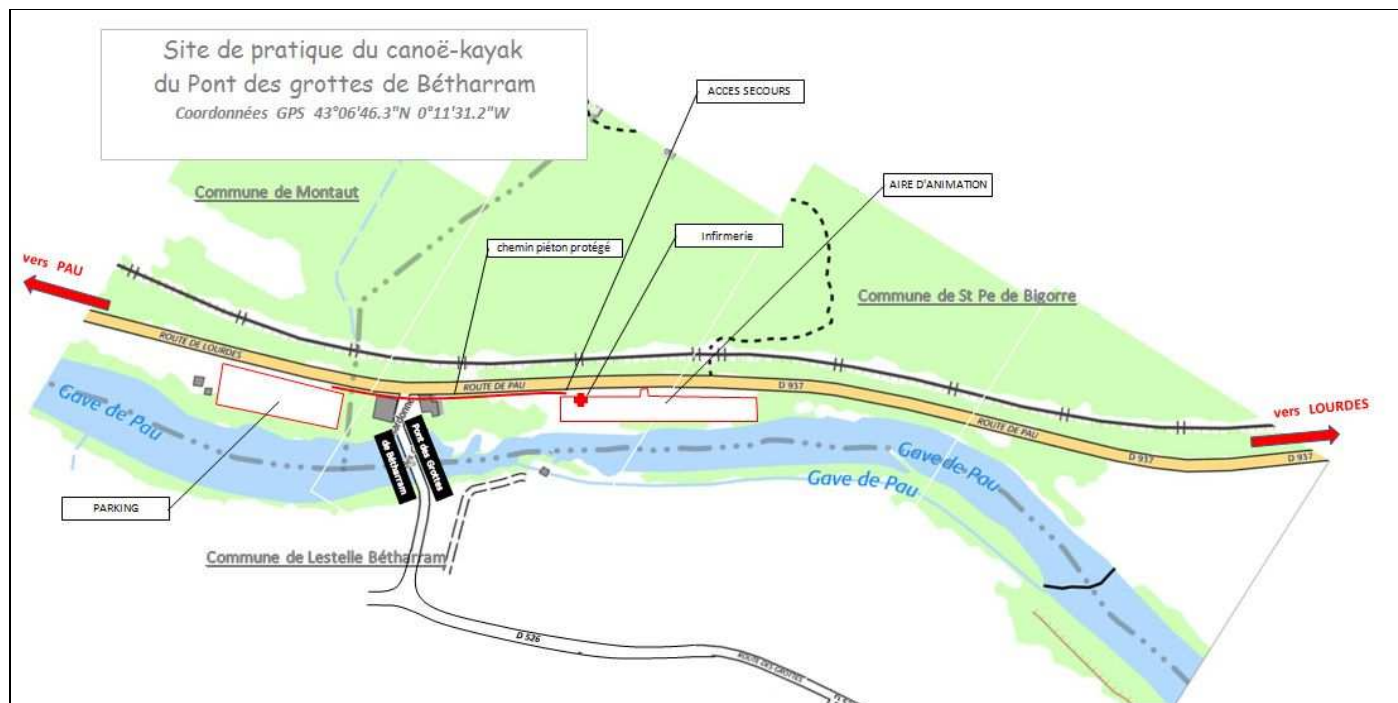 Site de pratique du canoë-kayak
du Pont des grottes de Bétharram
Coordonnées GPS 43°06'46.3"N 0°11'31.2"W
ACCES SECOURS
Commune de Montaut
AIRE D'ANIMATION
Infirmerie
chemin piéton protégé
vers PAU
Commune de St Pe de Bigorre
ROUTE DE LOURDES
ROUTE DE PAU
D 937
vers LOURDES
ROUTE DE PAU
D 937
D 937
Gave de Pau
Pont des Grottes
de Bétharram
Gave de Pau
Gave de Pau
PARKING
Commune de Lestelle Bétharram
D 526
ROUTE DES GROTTES